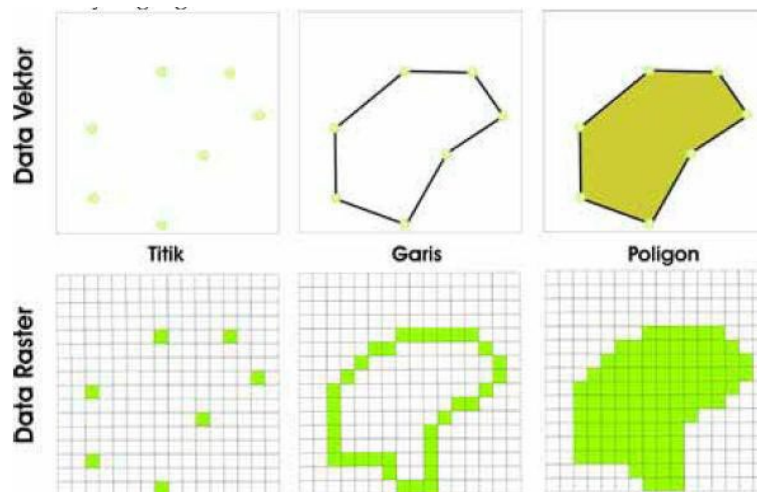 Data Vektor
Titik
Garis
Poligon
Data Raster